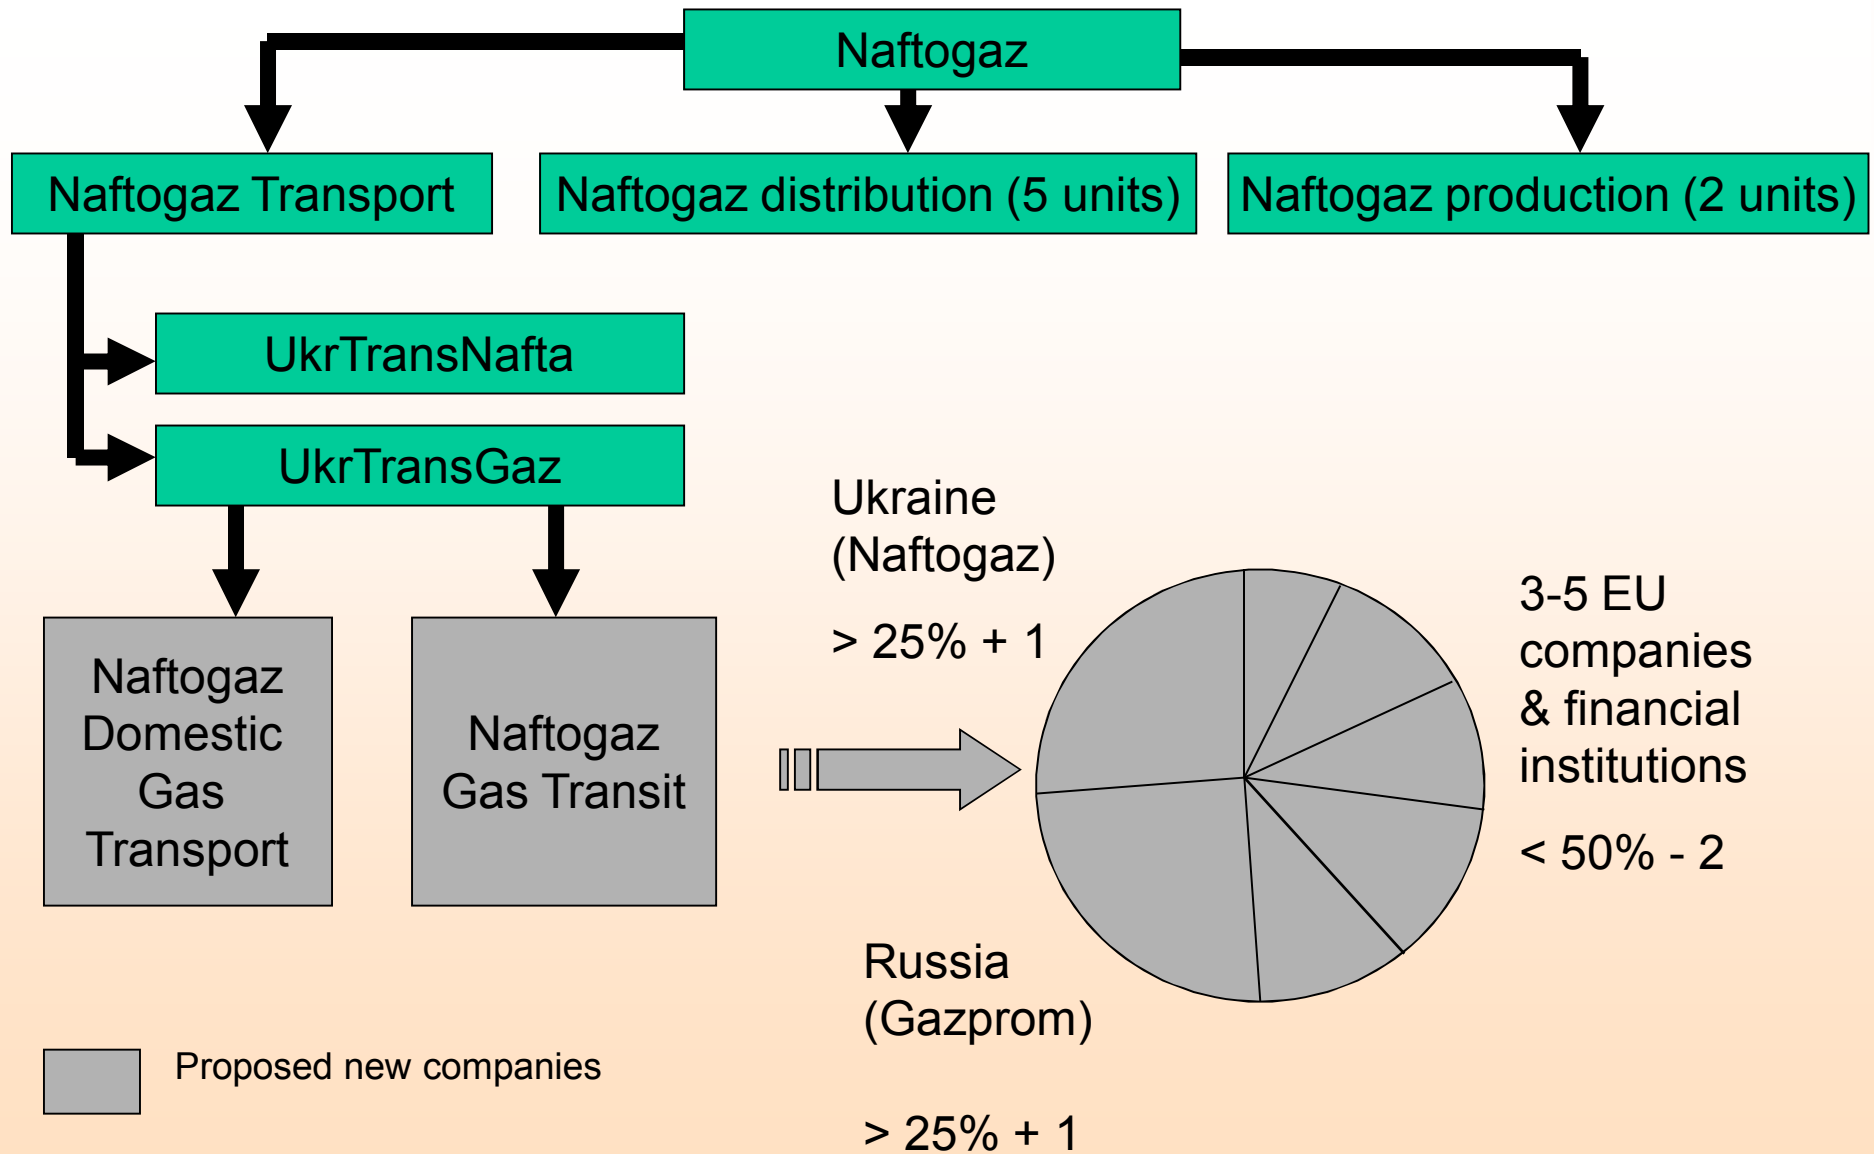 Naftogaz
Naftogaz Transport
Naftogaz distribution (5 units)
Naftogaz production (2 units)
UkrTransNafta
UkrTransGaz
Naftogaz
Domestic
Gas
Transport
Naftogaz
Gas Transit
Ukraine
(Naftogaz)
> 25% + 1
3-5 EU
companies
& financial
institutions
< 50% - 2
Russia
(Gazprom)
> 25% + 1
Proposed new companies